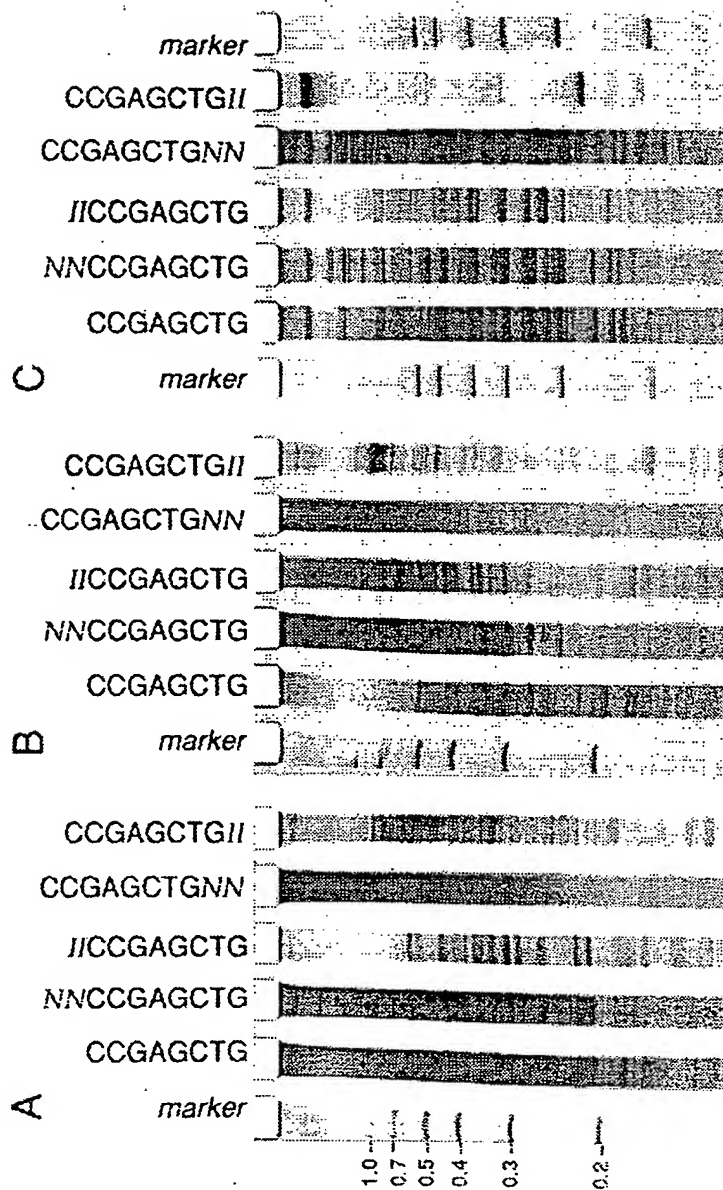 A
marker
CCGAGCTG
NNCCGAGCTG
IICCGAGCTG
CCGAGCTGNN
CCGAGCTGII
B
marker
CCGAGCTG
NNCCGAGCTG
IICCGAGCTG
CCGAGCTGNN
CCGAGCTGII
C
marker
CCGAGCTG
NNCCGAGCTG
IICCGAGCTG
CCGAGCTGNN
CCGAGCTGII
marker
1.0
0.7
0.5
0.4
0.3
0.2